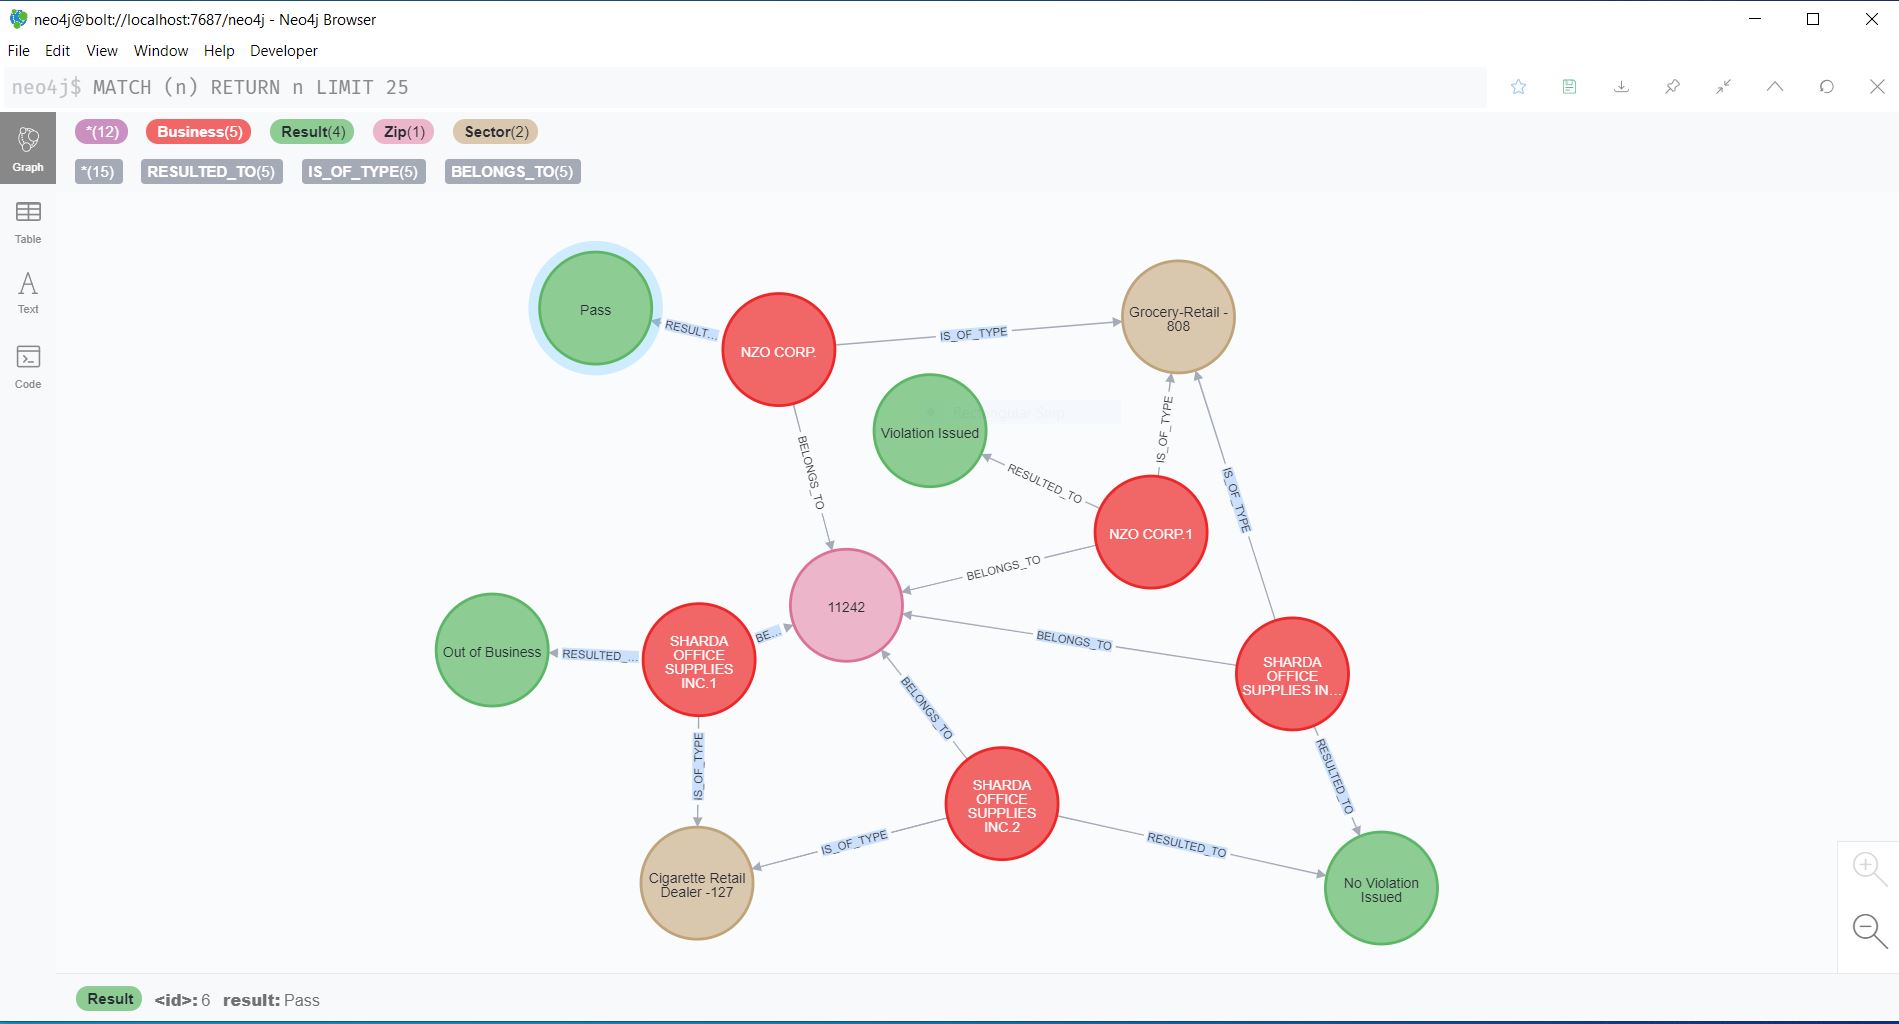 neo4j@bolt://localhost:7687/neo4j - Neo4j Browser
File Edit View Window Help Developer
neo4j$ MATCH (n) RETURN n LIMIT 25
*(12) Business(5) Result(4) Zip(1) Sector(2)
*(15) RESULTED_TO(5) IS_OF_TYPE(5) BELONGS_TO(5)
Graph
Table
Text
Code
Pass
RESULT...
NZO CORP.
IS_OF_TYPE
Grocery-Retail -
808
BELONGS_TO
Violation Issued
Rectangular Snip
RESULTED_TO
IS_OF_TYPE
NZO CORP.1
IS_OF_TYPE
BELONGS_TO
11242
Out of Business
RESULTED_...
SHARDA
OFFICE
SUPPLIES
INC.1
BE...
BELONGS_TO
SHARDA
OFFICE
SUPPLIES IN...
BELONGS_TO
IS_OF_TYPE
RESULTED_TO
SHARDA
OFFICE
SUPPLIES
INC.2
IS_OF_TYPE
RESULTED_TO
Cigarette Retail
Dealer -127
No Violation
Issued
Result <id>: 6 result: Pass